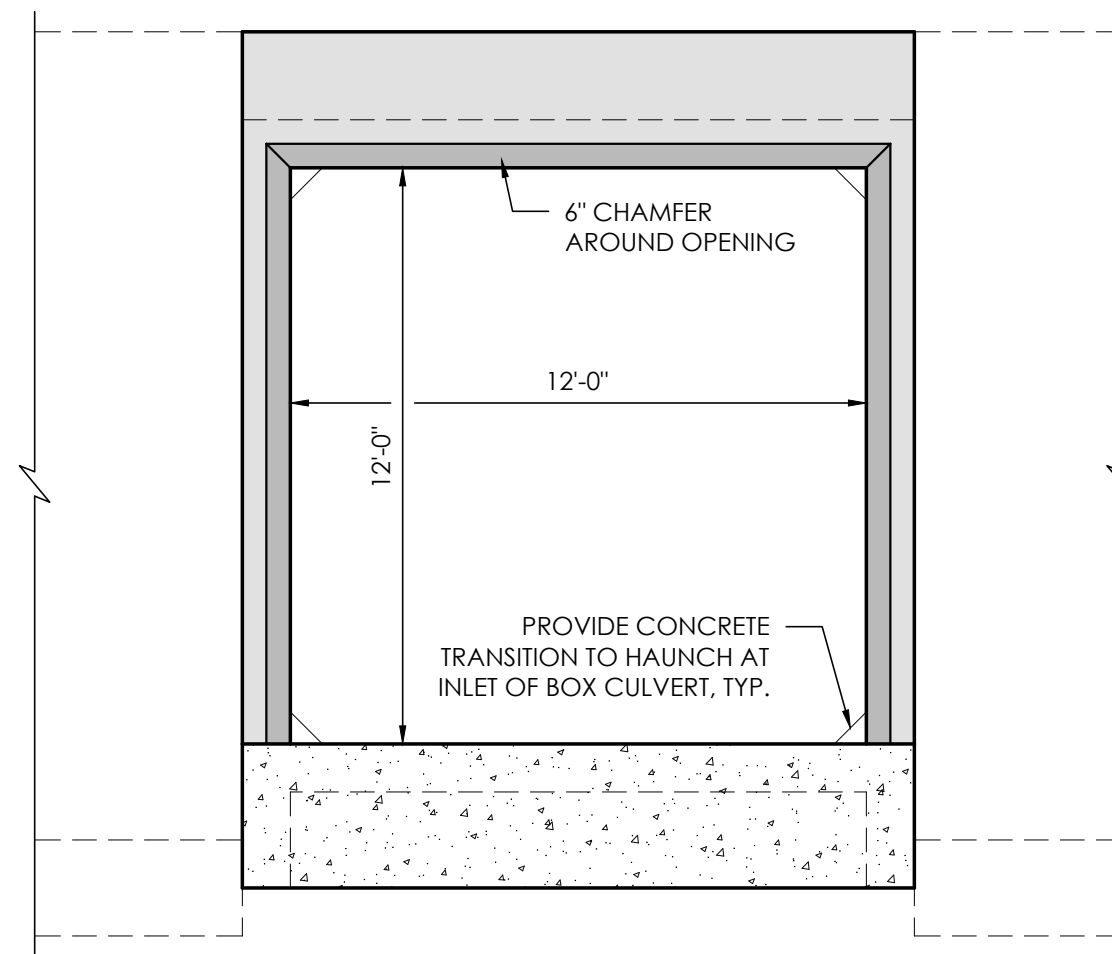 6" CHAMFER
AROUND OPENING
12'-0"
12'-0"
PROVIDE CONCRETE
TRANSITION TO HAUNCH AT
INLET OF BOX CULVERT, TYP.